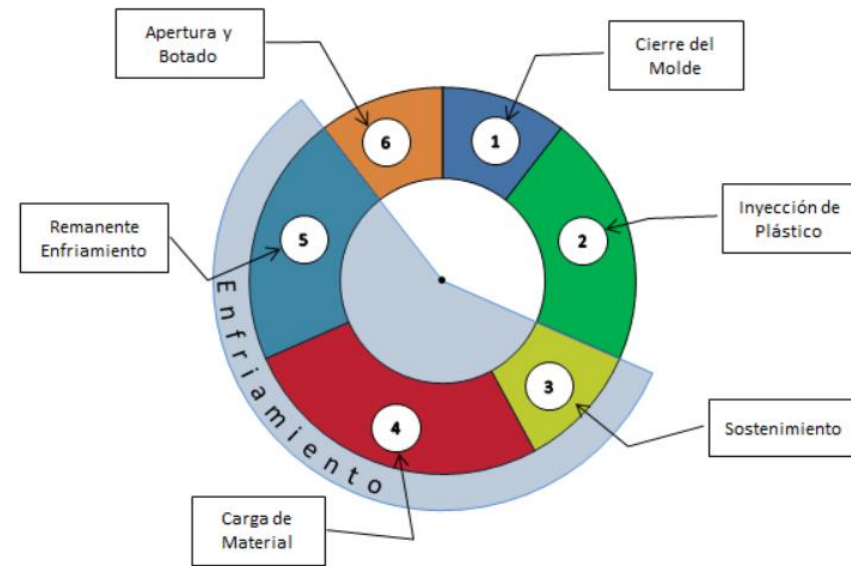 Apertura y
Botado
Cierre del
Molde
6
1
Remanente
Enfriamiento
5
2
Inyección de
Plástico
Enfriamiento
4
3
Sostenimiento
Carga de
Material